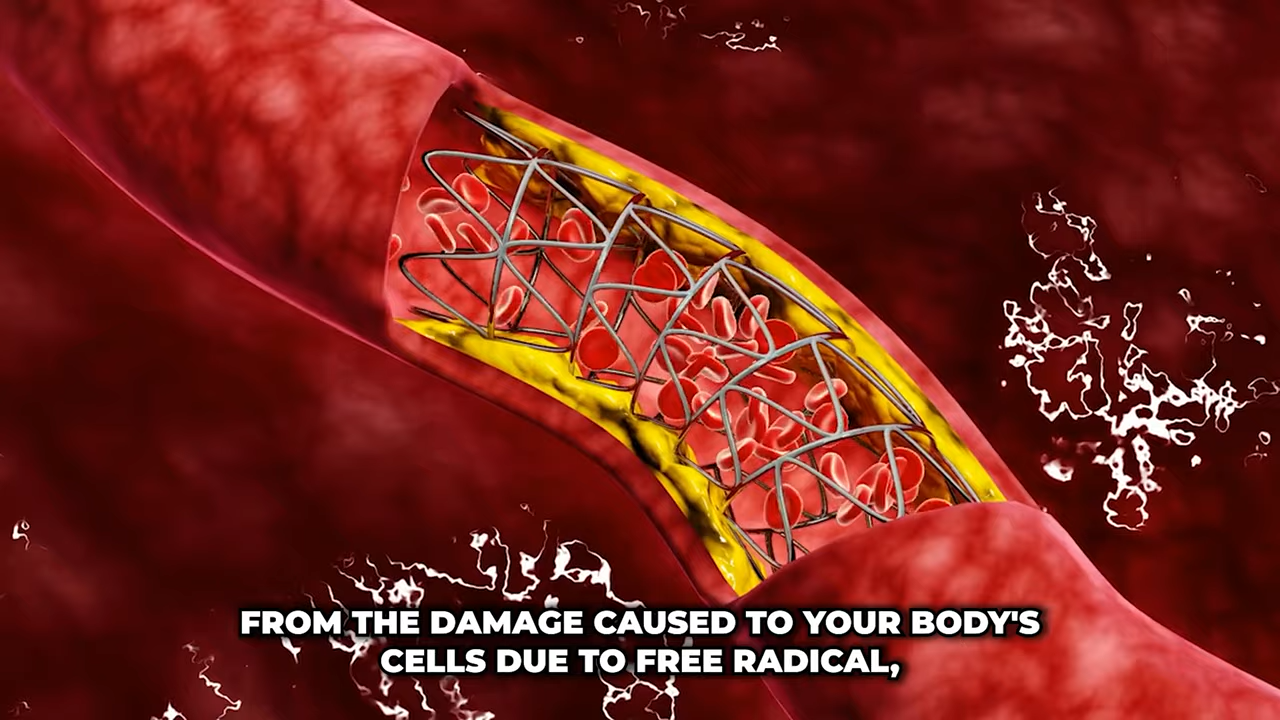 FROM THE DAMAGE CAUSED TO YOUR BODY'S
CELLS DUE TO FREE RADICAL,